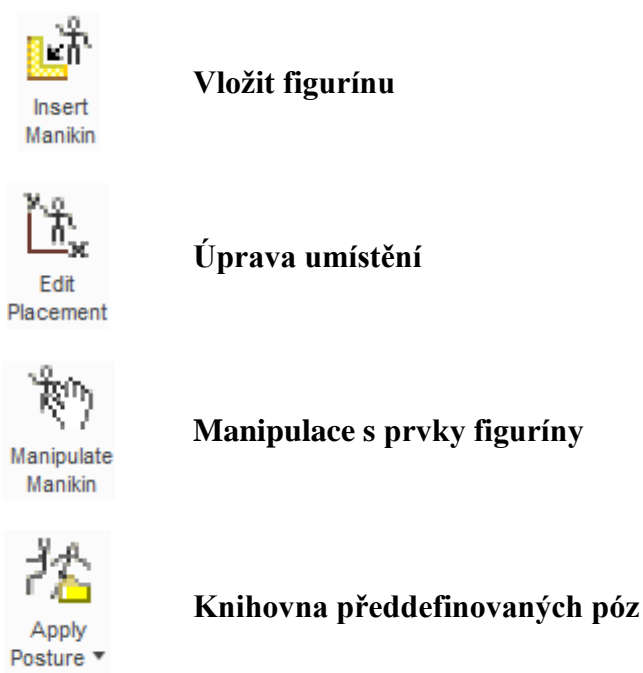 Insert
Manikin
Vložit figurínu
Edit
Placement
Úprava umístění
Manipulate
Manikin
Manipulace s prvky figuríny
Apply
Posture
Knihovna předdefinovaných póz